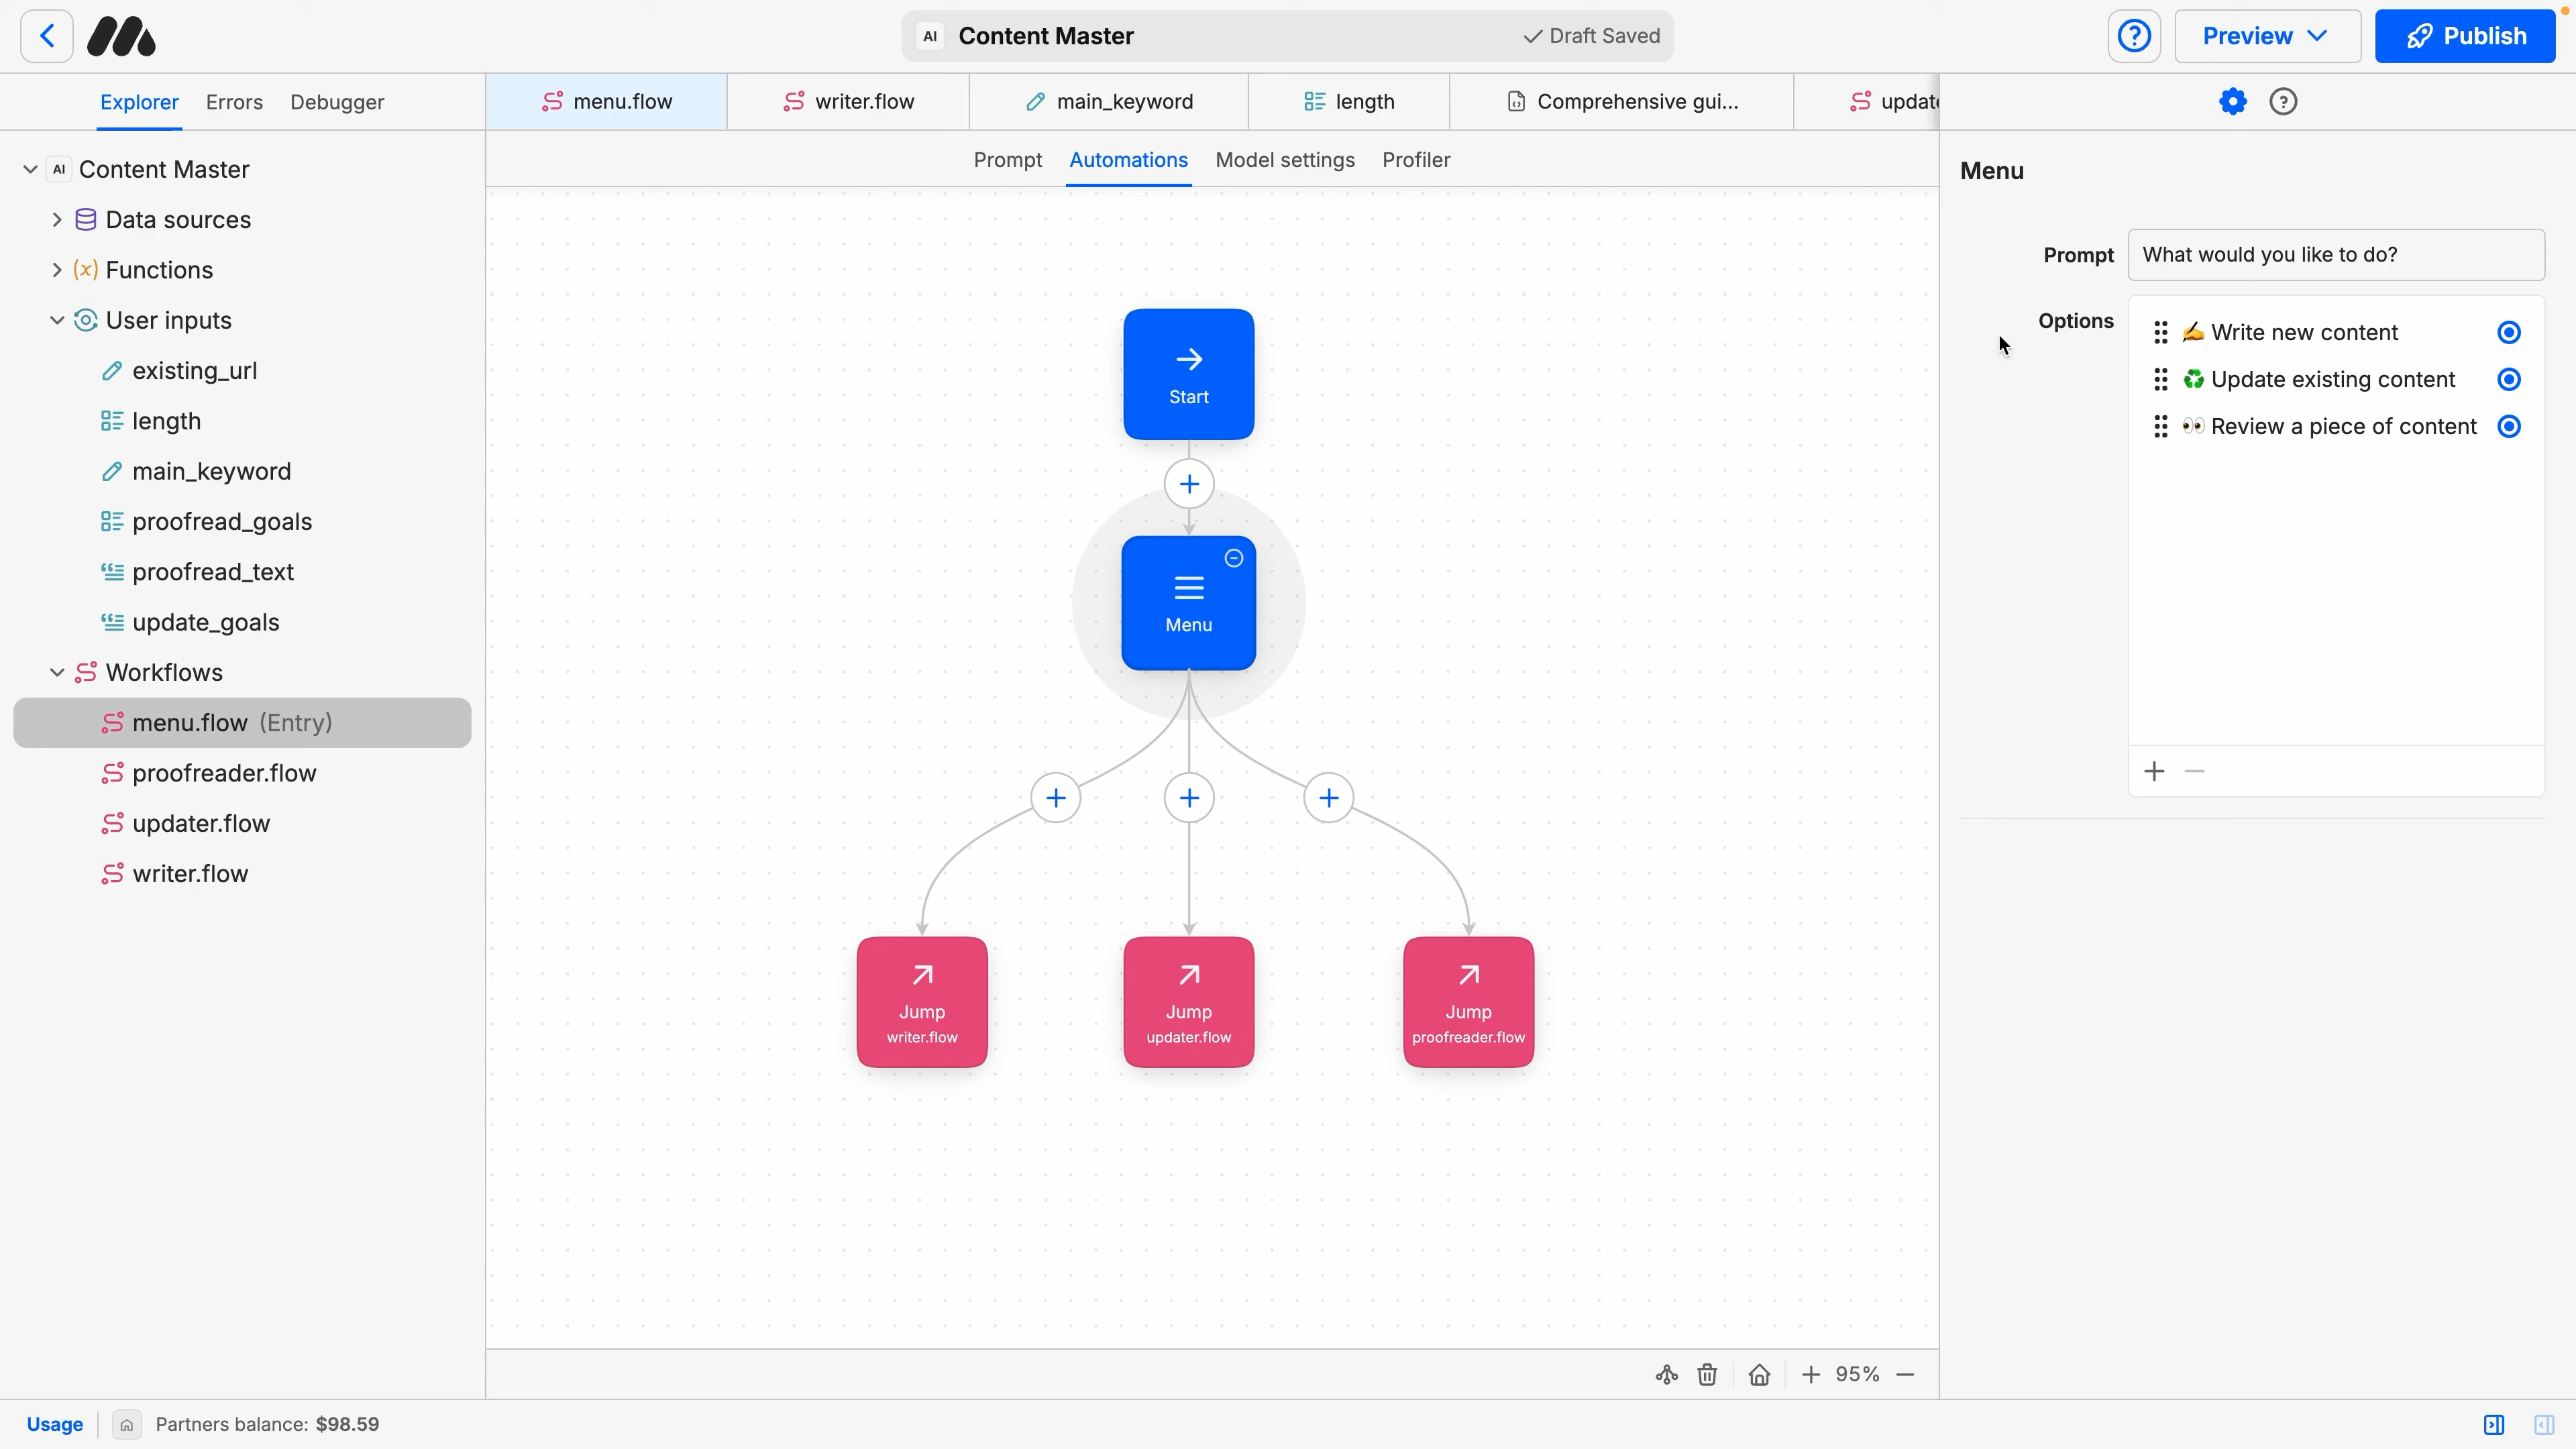 AI Content Master ✓ Draft Saved
Preview
Publish
Explorer Errors Debugger
menu.flow writer.flow main_keyword length Comprehensive gui... update
Prompt Automations Model settings Profiler
AI Content Master
Data sources
(x) Functions
User inputs
existing_url
length
main_keyword
proofread_goals
proofread_text
update_goals
Workflows
menu.flow (Entry)
proofreader.flow
updater.flow
writer.flow
Start
Menu
Jump
writer.flow
Jump
updater.flow
Jump
proofreader.flow
95%
Menu
Prompt What would you like to do?
Options
✍️ Write new content
♻️ Update existing content
👀 Review a piece of content
Usage Partners balance: $98.59